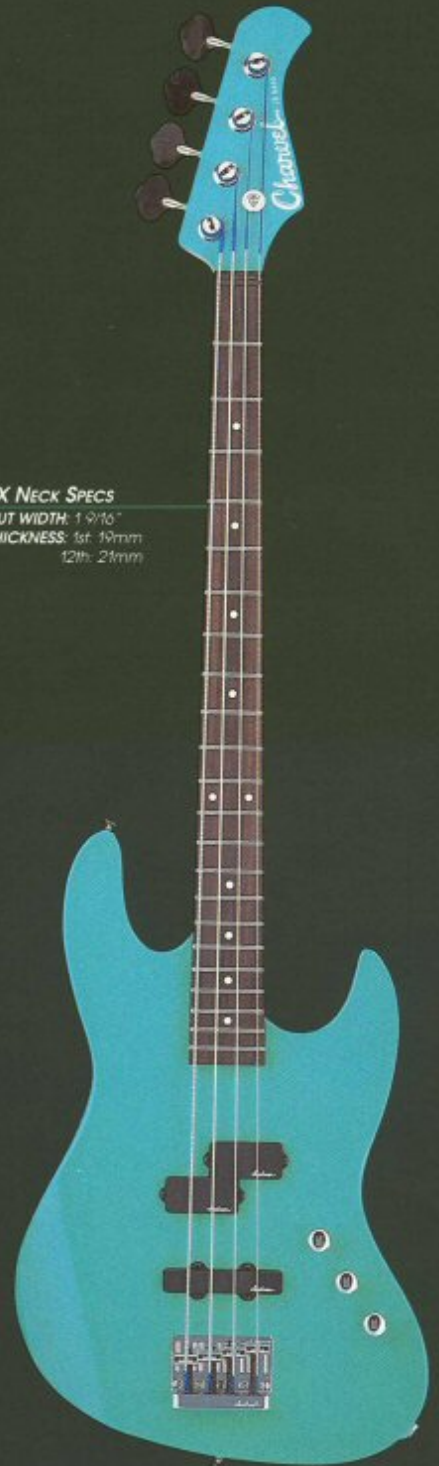 Charvel
X NECK SPECS
UT WIDTH: 1 9/16"
HICKNESS: 1st: 19mm
12th: 21mm